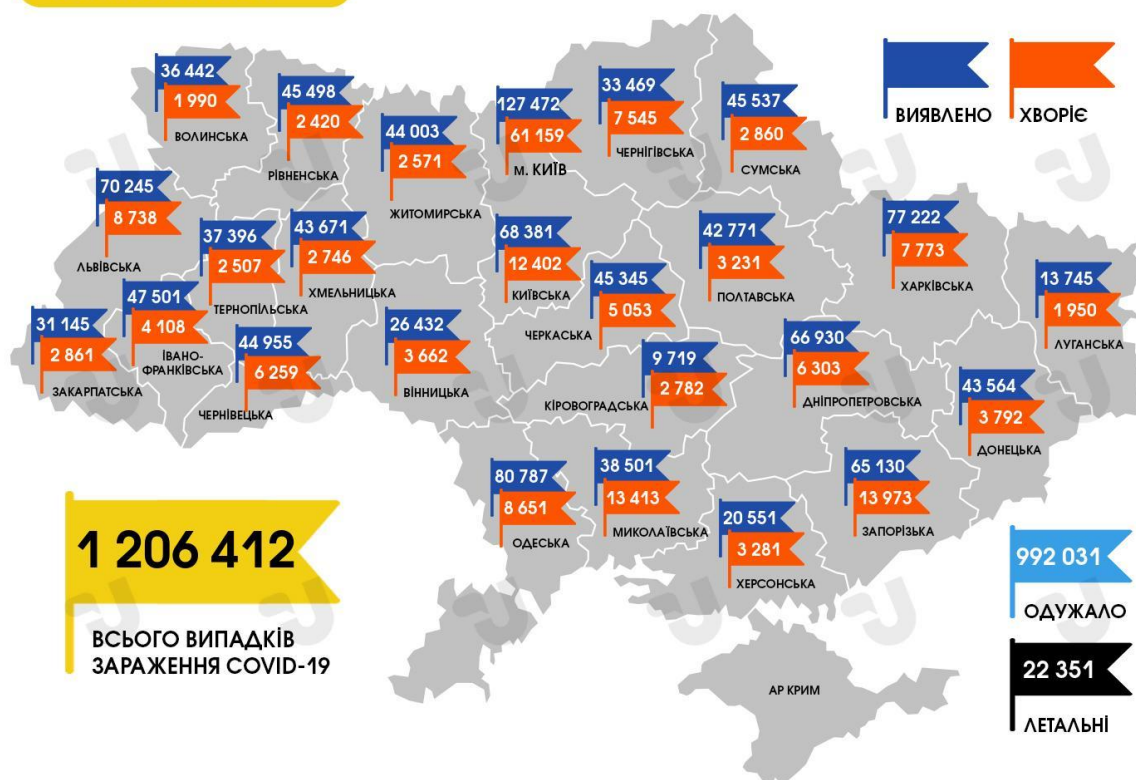 36 442
1 990
ВОЛИНСЬКА
45 498
2 420
РІВНЕНСЬКА
44 003
2 571
ЖИТОМИРСЬКА
127 472
61 159
м. КИЇВ
33 469
7 545
ЧЕРНІГІВСЬКА
45 537
2 860
СУМСЬКА
ВИЯВЛЕНО
ХВОРІЄ
70 245
8 738
ЛЬВІВСЬКА
37 396
2 507
ТЕРНОПІЛЬСЬКА
43 671
2 746
ХМЕЛЬНИЦЬКА
68 381
12 402
КИЇВСЬКА
45 345
5 053
ЧЕРКАСЬКА
42 771
3 231
ПОЛТАВСЬКА
77 222
7 773
ХАРКІВСЬКА
13 745
1 950
ЛУГАНСЬКА
31 145
2 861
ЗАКАРПАТСЬКА
47 501
4 108
ІВАНО-
ФРАНКІВСЬКА
44 955
6 259
ЧЕРНІВЕЦЬКА
26 432
3 662
ВІННИЦЬКА
9 719
2 782
КІРОВОГРАДСЬКА
66 930
6 303
ДНІПРОПЕТРОВСЬКА
43 564
3 792
ДОНЕЦЬКА
80 787
8 651
ОДЕСЬКА
38 501
13 413
МИКОЛАЇВСЬКА
20 551
3 281
ХЕРСОНСЬКА
65 130
13 973
ЗАПОРІЗЬКА
1 206 412
ВСЬОГО ВИПАДКІВ
ЗАРАЖЕННЯ COVID-19
992 031
ОДУЖАЛО
22 351
ЛЕТАЛЬНІ
АР КРИМ